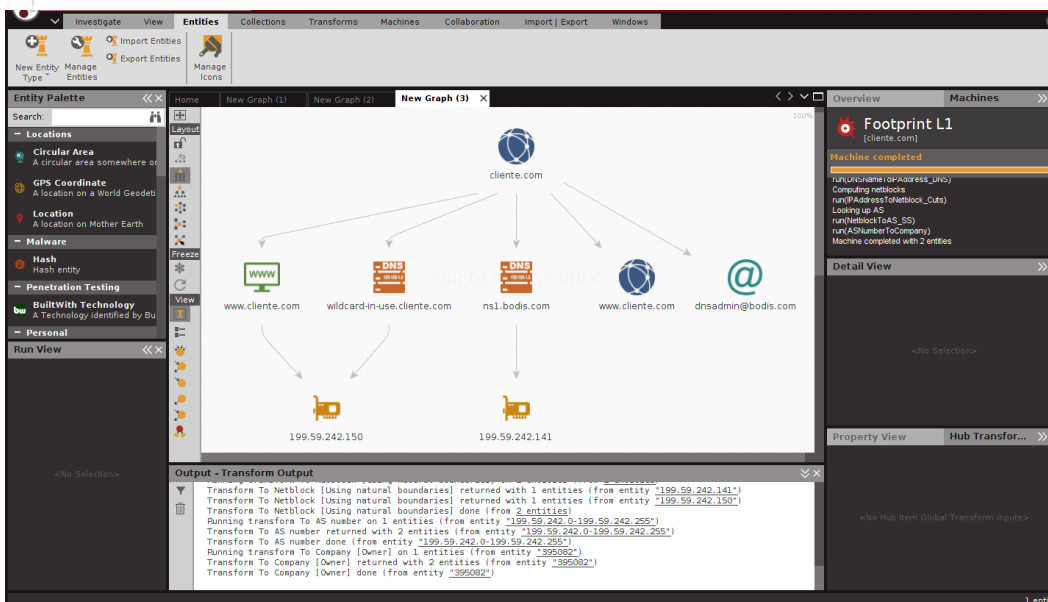 Investigate View Entities Collections Transforms Machines Collaboration Import | Export Windows
New Entity Type
Manage Entities
Import Entities
Export Entities
Manage Icons
Entity Palette
Search:
Locations
Circular Area
A circular area somewhere or
GPS Coordinate
A location on a World Geodeti
Location
A location on Mother Earth
Malware
Hash
Hash entity
Penetration Testing
BuiltWith Technology
A Technology identified by Bu
Personal
Run View
<No Selection>
Home New Graph (1) New Graph (2) New Graph (3)
Layout
Freeze
View
100%
cliente.com
WWW
DNS
DNS
www.cliente.com wildcard-in-use.cliente.com ns1.bodis.com www.cliente.com dnsadmin@bodis.com
199.59.242.150 199.59.242.141
Output - Transform Output
Transform To Netblock [Using natural boundaries] returned with 1 entities (from entity "199.59.242.141")
Transform To Netblock [Using natural boundaries] returned with 1 entities (from entity "199.59.242.150")
Transform To Netblock [Using natural boundaries] done (from 2 entities)
Running transform To AS number on 1 entities (from entity "199.59.242.0-199.59.242.255")
Transform To AS number returned with 2 entities (from entity "199.59.242.0-199.59.242.255")
Transform To AS number done (from entity "199.59.242.0-199.59.242.255")
Running transform To Company [Owner] on 1 entities (from entity "395082")
Transform To Company [Owner] returned with 2 entities (from entity "395082")
Transform To Company [Owner] done (from entity "395082")
Overview Machines
Footprint L1
[cliente.com]
Machine completed
run(DNSNameToIPAddress_DNS)
Computing netblocks
run(IPAddressToNetblock_Cuts)
Looking up AS
run(NetblockToAS_SS)
run(ASNumberToCompany)
Machine completed with 2 entities
Detail View
<No Selection>
Property View Hub Transfor...
<No Hub Item Global Transform Inputs>
1 enti